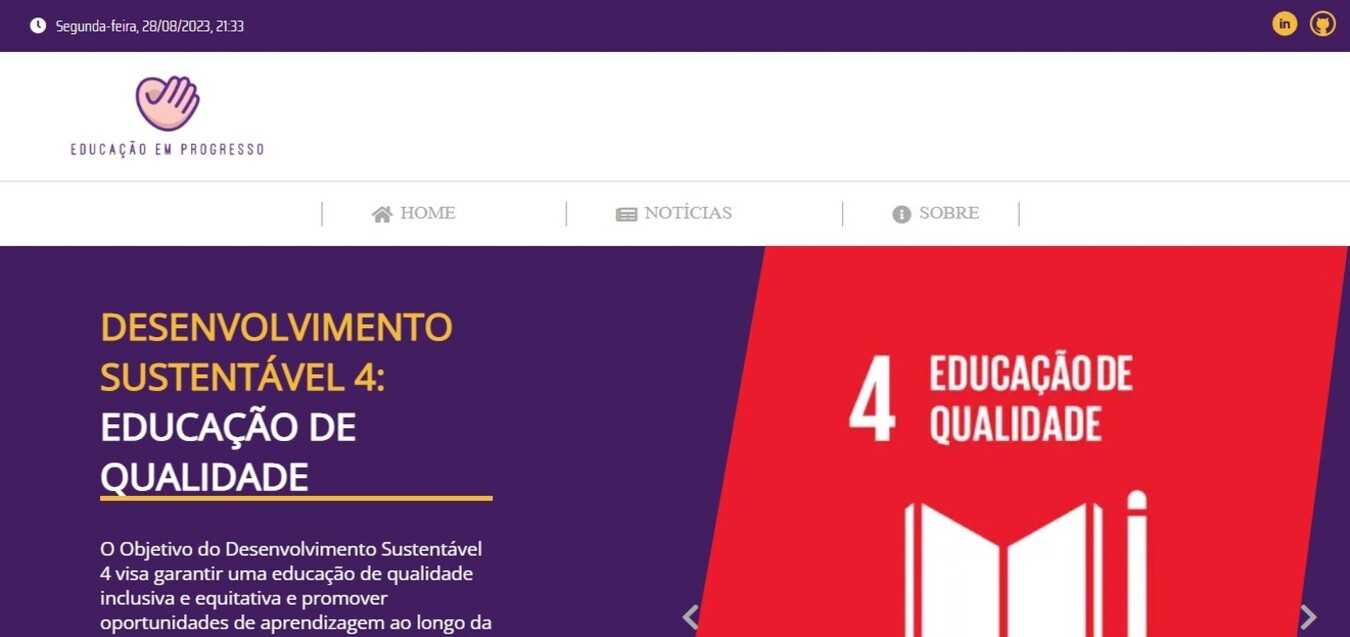 Segunda-feira, 28/08/2023, 21:33
in
EDUCAÇÃO EM PROGRESSO
HOME
NOTÍCIAS
SOBRE
DESENVOLVIMENTO
SUSTENTÁVEL 4:
EDUCAÇÃO DE
QUALIDADE
O Objetivo do Desenvolvimento Sustentável
4 visa garantir uma educação de qualidade
inclusiva e equitativa e promover
oportunidades de aprendizagem ao longo da
4 EDUCAÇÃO DE
QUALIDADE